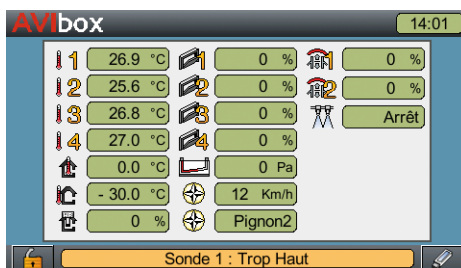 AVIbox 14:01
1 26.9 °C 1 0 % 1 0 %
2 25.6 °C 2 0 % 2 0 %
3 26.8 °C 3 0 % Arrêt
4 27.0 °C 4 0 %
0.0 °C 0 Pa
- 30.0 °C 12 Km/h
0 % Pignon2
Sonde 1 : Trop Haut